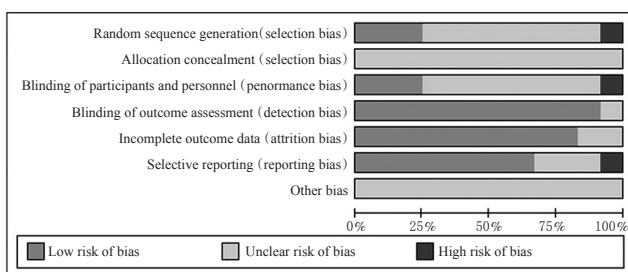 Random sequence generation(selection bias)
Allocation concealment (selection bias)
Blinding of participants and personnel (penormance bias)
Blinding of outcome assessment (detection bias)
Incomplete outcome data (attrition bias)
Selective reporting (reporting bias)
Other bias
0% 25% 50% 75% 100%
Low risk of bias Unclear risk of bias High risk of bias